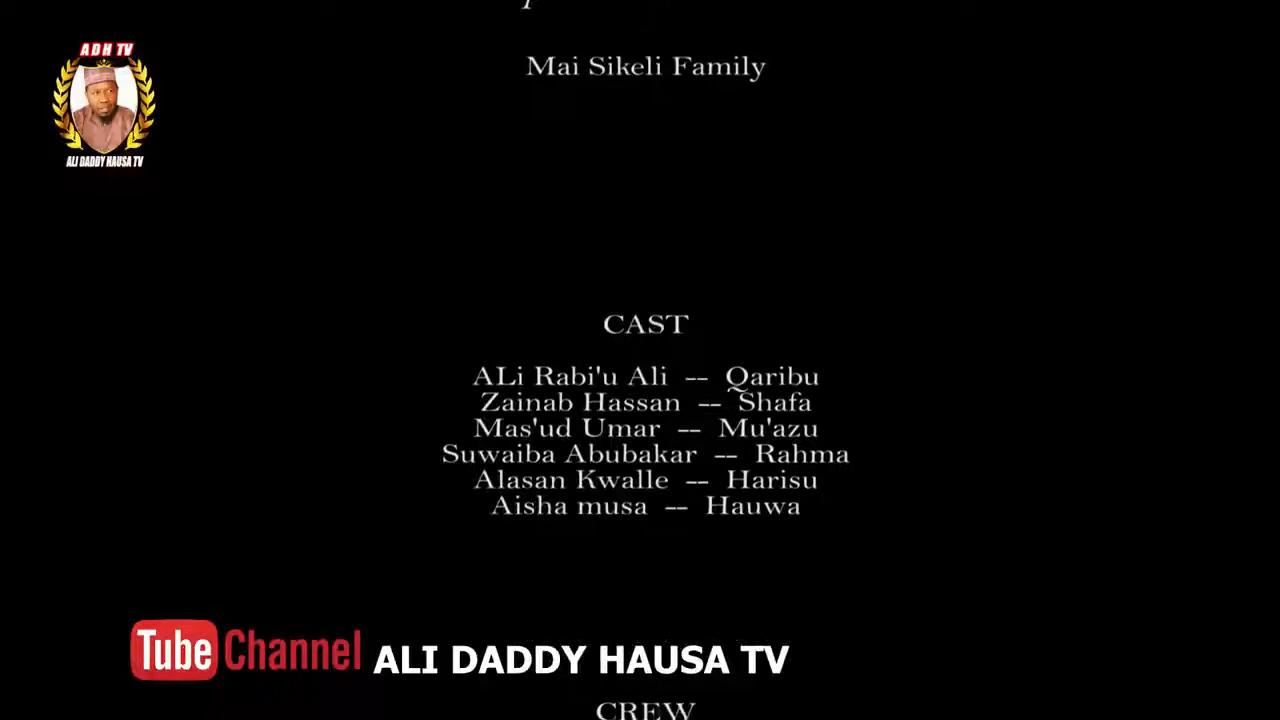 Mai Sikeli Family
ADH TV
ALI DADDY HAUSA TV
CAST
ALi Rabi'u Ali -- Qaribu
Zainab Hassan -- Shafa
Mas'ud Umar -- Mu'azu
Suwaiba Abubakar -- Rahma
Alasan Kwalle -- Harisu
Aisha musa -- Hauwa
Tube Channel ALI DADDY HAUSA TV
CREW